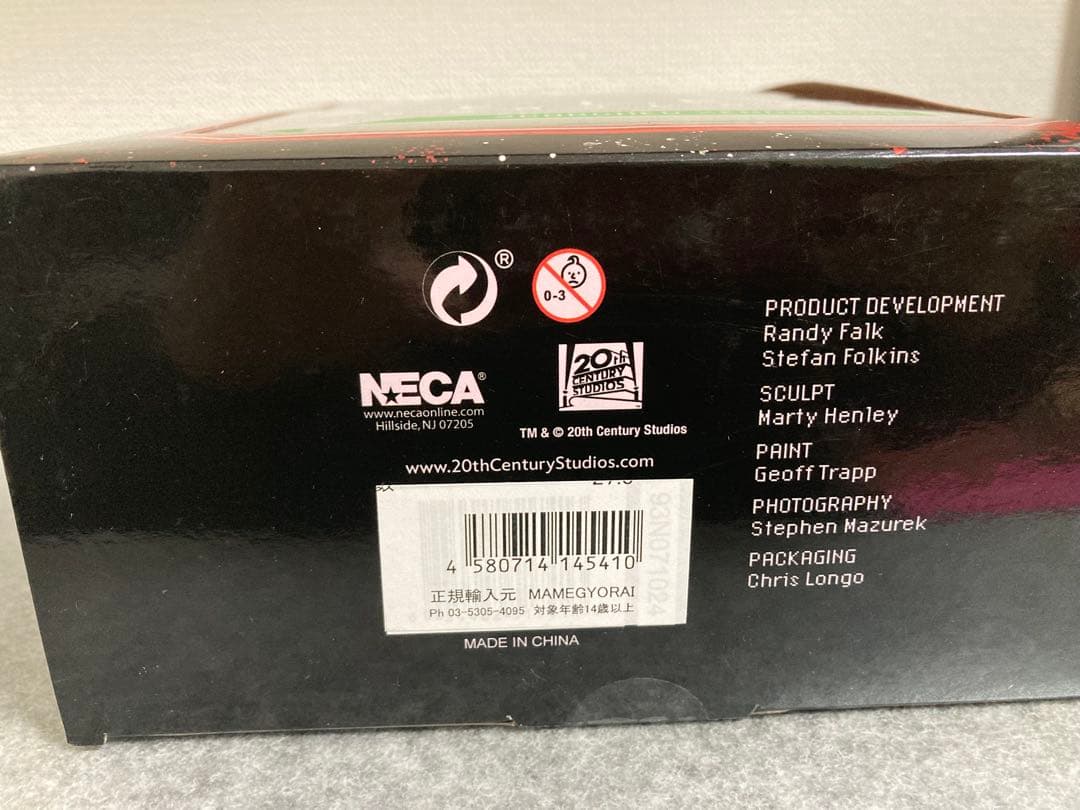 ®
0-3
NECA®
www.necaonline.com
Hillside, NJ 07205
20TH
CENTURY
STUDIOS
TM & © 20th Century Studios
www.20thCenturyStudios.com
4 580714 145410
正規輸入元 MAMEGYORAI
Ph 03-5305-4095 対象年齢14歳以上
93N071024
MADE IN CHINA
PRODUCT DEVELOPMENT
Randy Falk
Stefan Folkins
SCULPT
Marty Henley
PAINT
Geoff Trapp
PHOTOGRAPHY
Stephen Mazurek
PACKAGING
Chris Longo